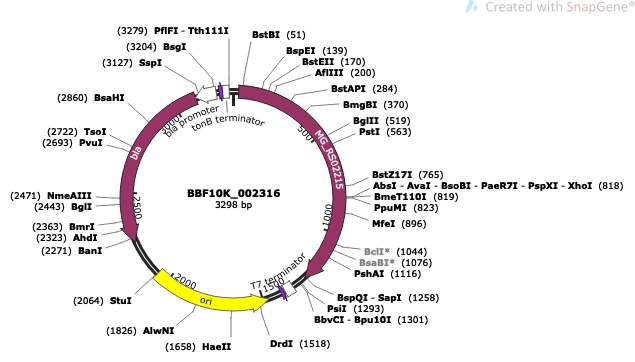 Created with SnapGene®
(3279) PflFI - Tth111I
(3204) BsgI
(3127) SspI
(2860) BsaHI
(2722) TsoI
(2693) PvuI
(2471) NmeAIII
(2443) BglI
(2363) BmrI
(2323) AhdI
(2271) BanI
(2064) StuI
(1826) AlwNI
(1658) HaeII
BstBI (51)
BspEI (139)
BstEII (170)
AflIII (200)
BstAPI (284)
BmgBI (370)
BglII (519)
PstI (563)
BstZ17I (765)
AbsI - AvaI - BsoBI - PaeR7I - PspXI - XhoI (818)
BmeT110I (819)
PpuMI (823)
MfeI (896)
BclI* (1044)
BsaBI* (1076)
PshAI (1116)
BspQI - SapI (1258)
PsiI (1293)
BbvCI - Bpu10I (1301)
DrdI (1518)
bla promoter
tonB terminator
MG_RS02215
bla
BBF10K_002316
3298 bp
T7 terminator
ori
500
1000
1500
2000
2500
3000